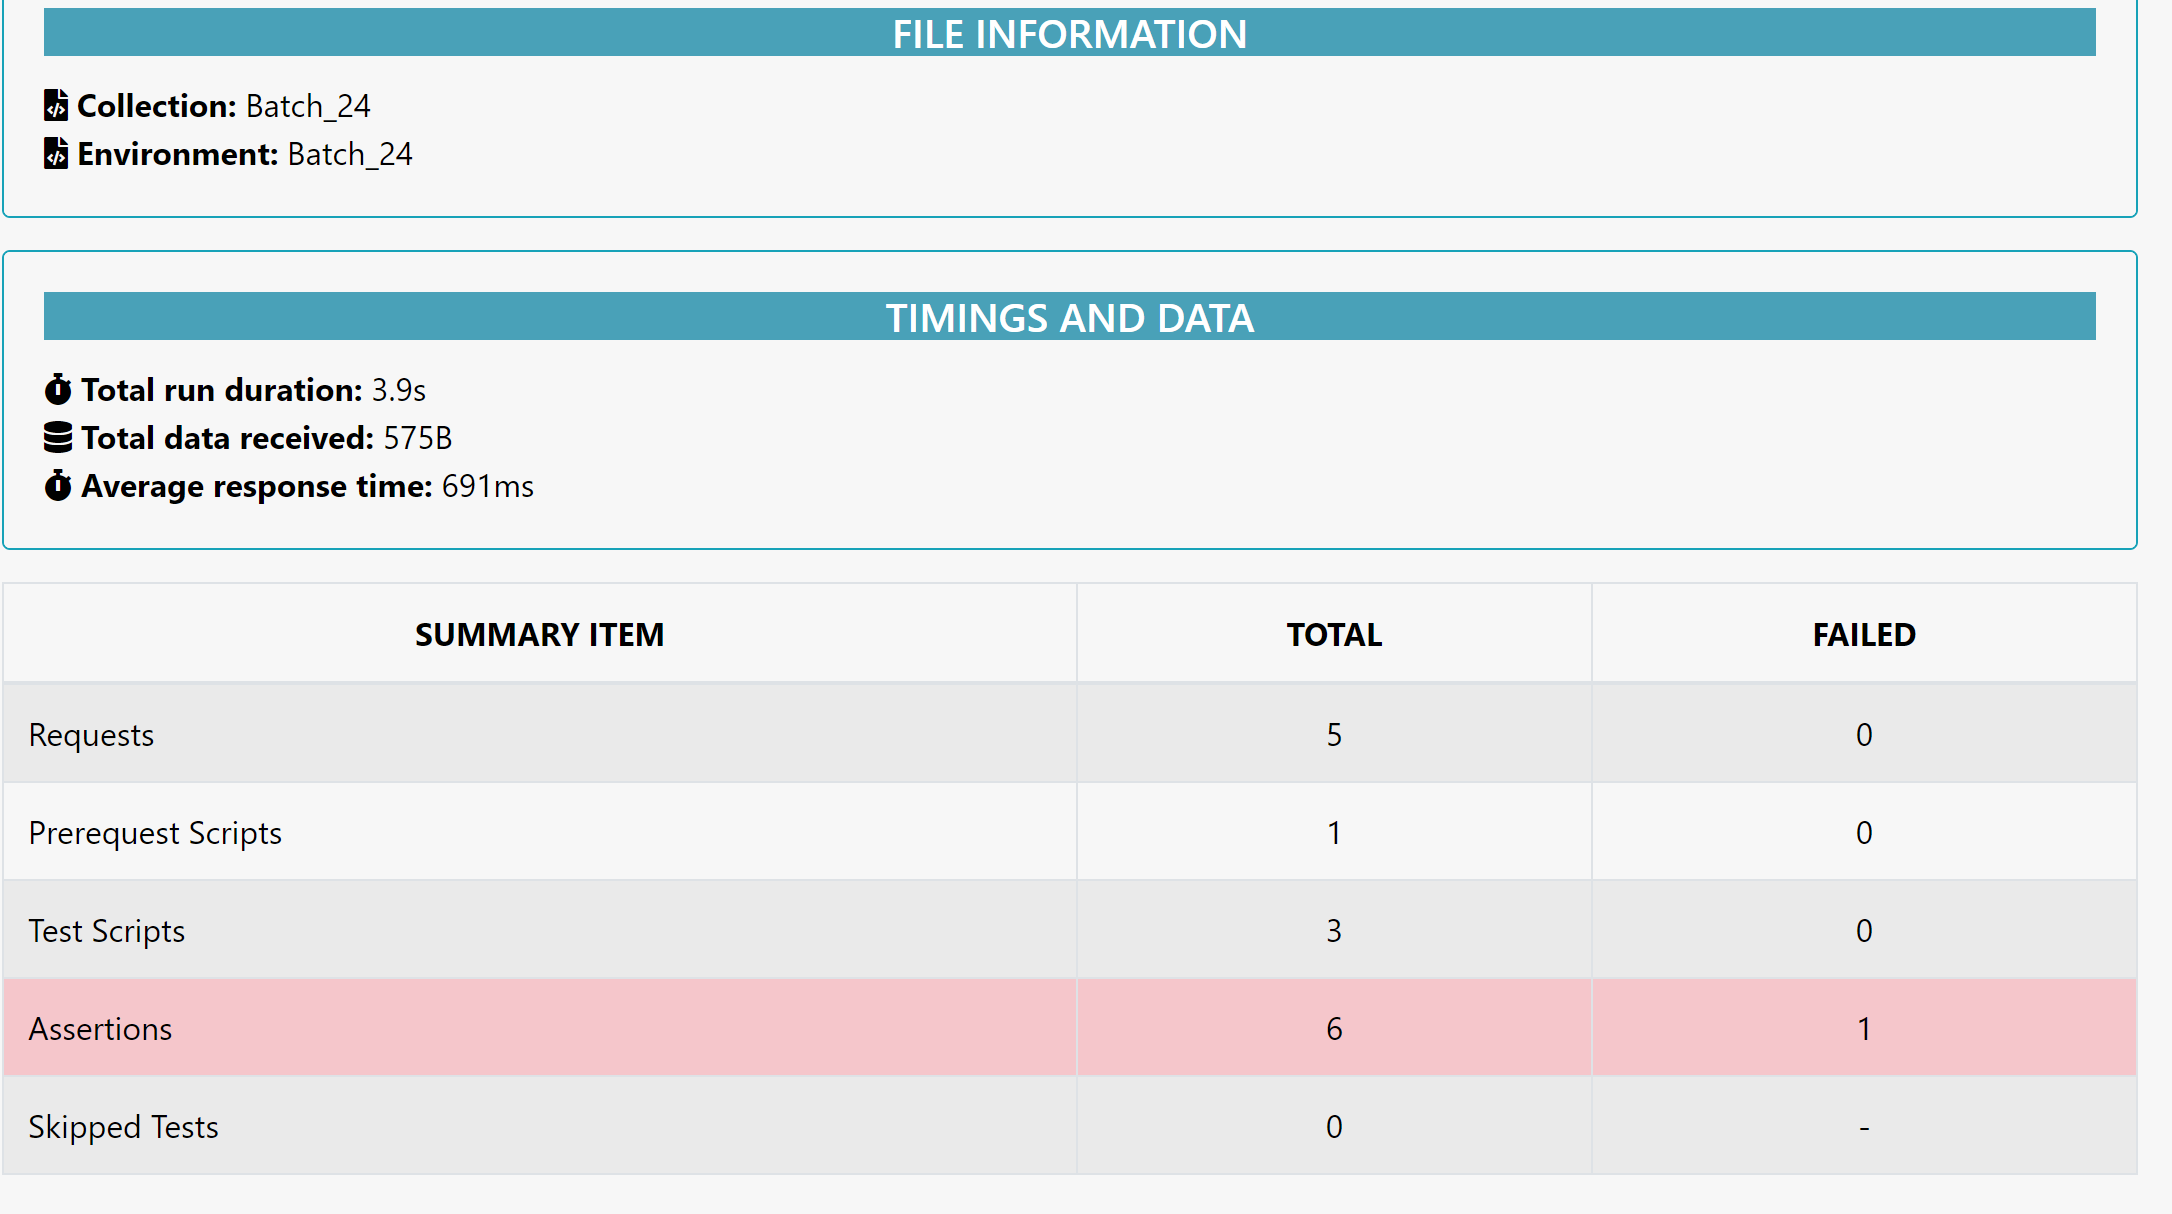 FILE INFORMATION
Collection: Batch_24
Environment: Batch_24
TIMINGS AND DATA
Total run duration: 3.9s
Total data received: 575B
Average response time: 691ms
SUMMARY ITEM TOTAL FAILED
Requests 5 0
Prerequest Scripts 1 0
Test Scripts 3 0
Assertions 6 1
Skipped Tests 0 -